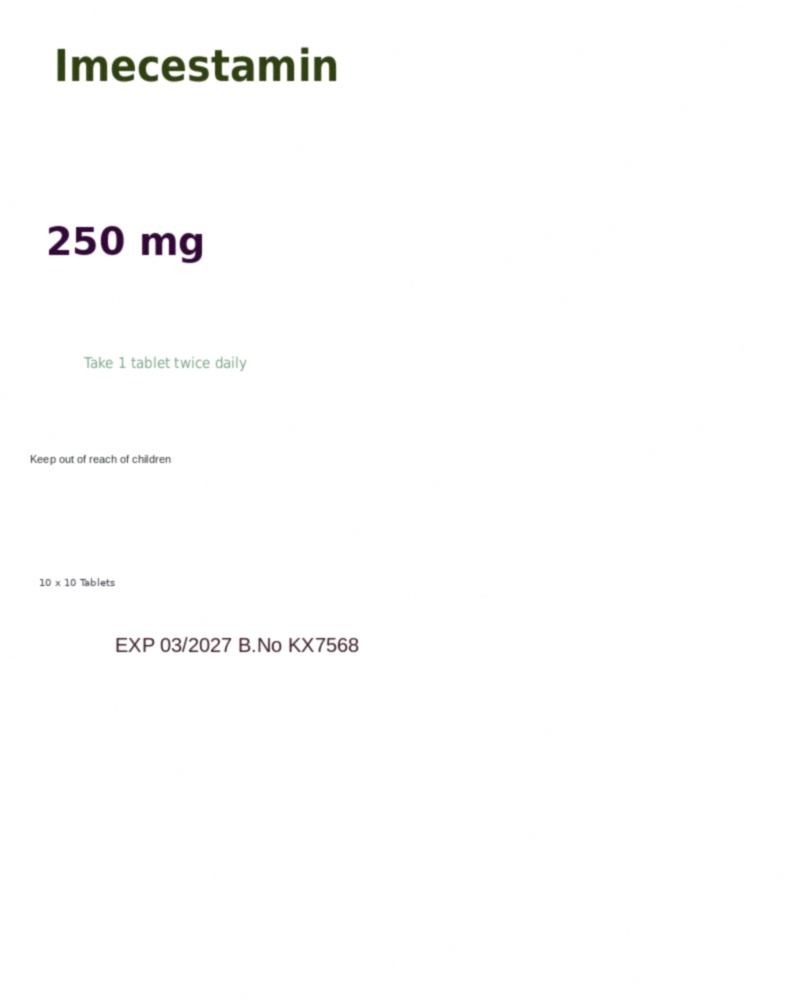 Imecestamin
250 mg
Take 1 tablet twice daily
Keep out of reach of children
10 x 10 Tablets
EXP 03/2027 B.No KX7568